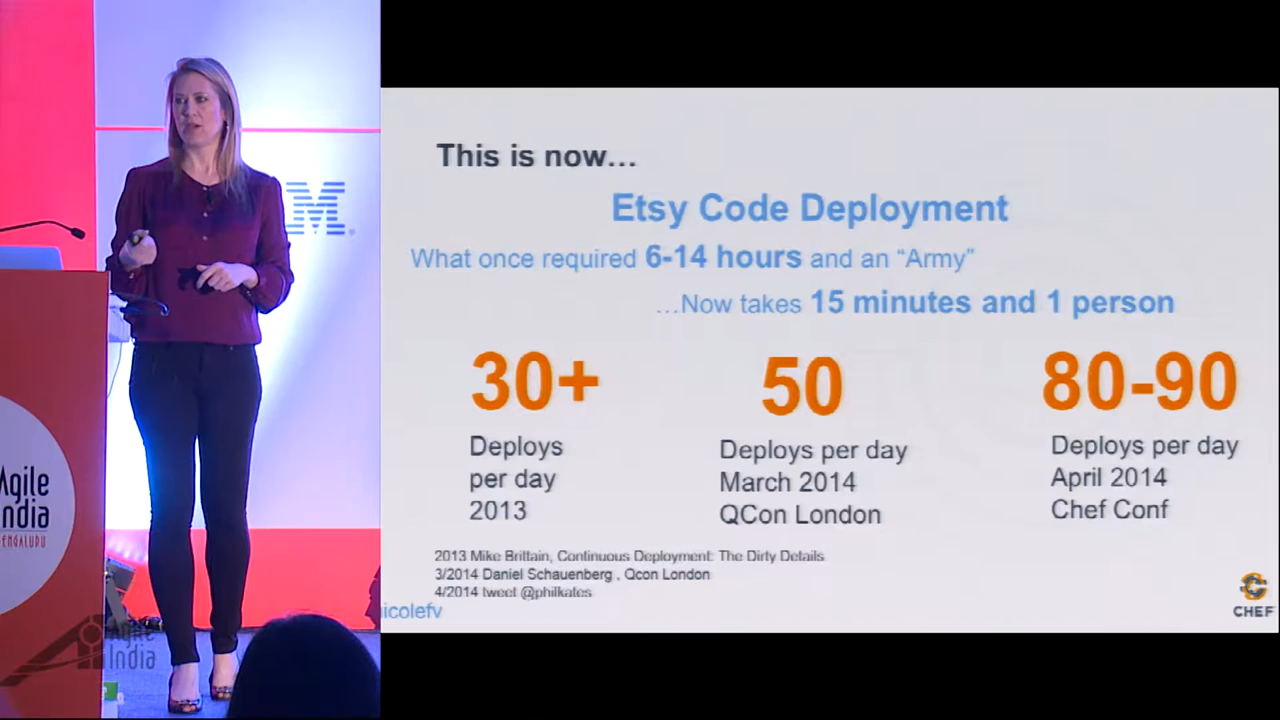 This is now…
Etsy Code Deployment
What once required 6-14 hours and an “Army”
…Now takes 15 minutes and 1 person
30+
Deploys
per day
2013
50
Deploys per day
March 2014
QCon London
80-90
Deploys per day
April 2014
Chef Conf
2013 Mike Brittain, Continuous Deployment: The Dirty Details
3/2014 Daniel Schauenberg , Qcon London
4/2014 tweet @philkates
icolefv
CHEF
M
Agile
India
BENGALURU
Agile
India